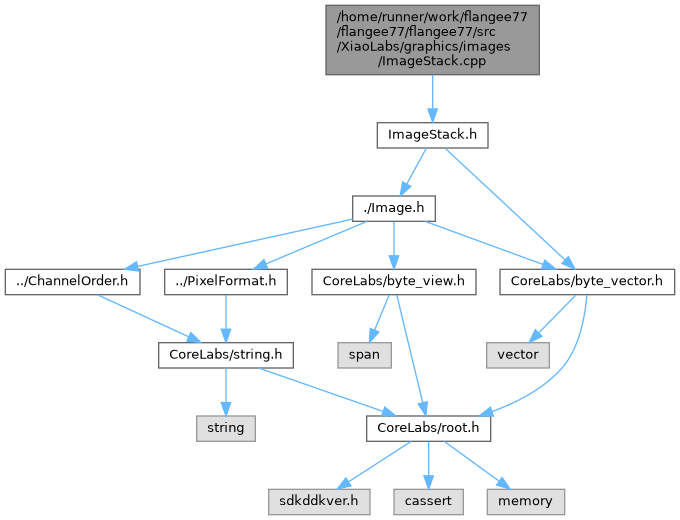 /home/runner/work/flangee77
/flangee77/flangee77/src
/XiaoLabs/graphics/images
/ImageStack.cpp
ImageStack.h
./Image.h
../ChannelOrder.h
../PixelFormat.h
CoreLabs/byte_view.h
CoreLabs/byte_vector.h
CoreLabs/string.h
span
vector
string
CoreLabs/root.h
sdkddkver.h
cassert
memory